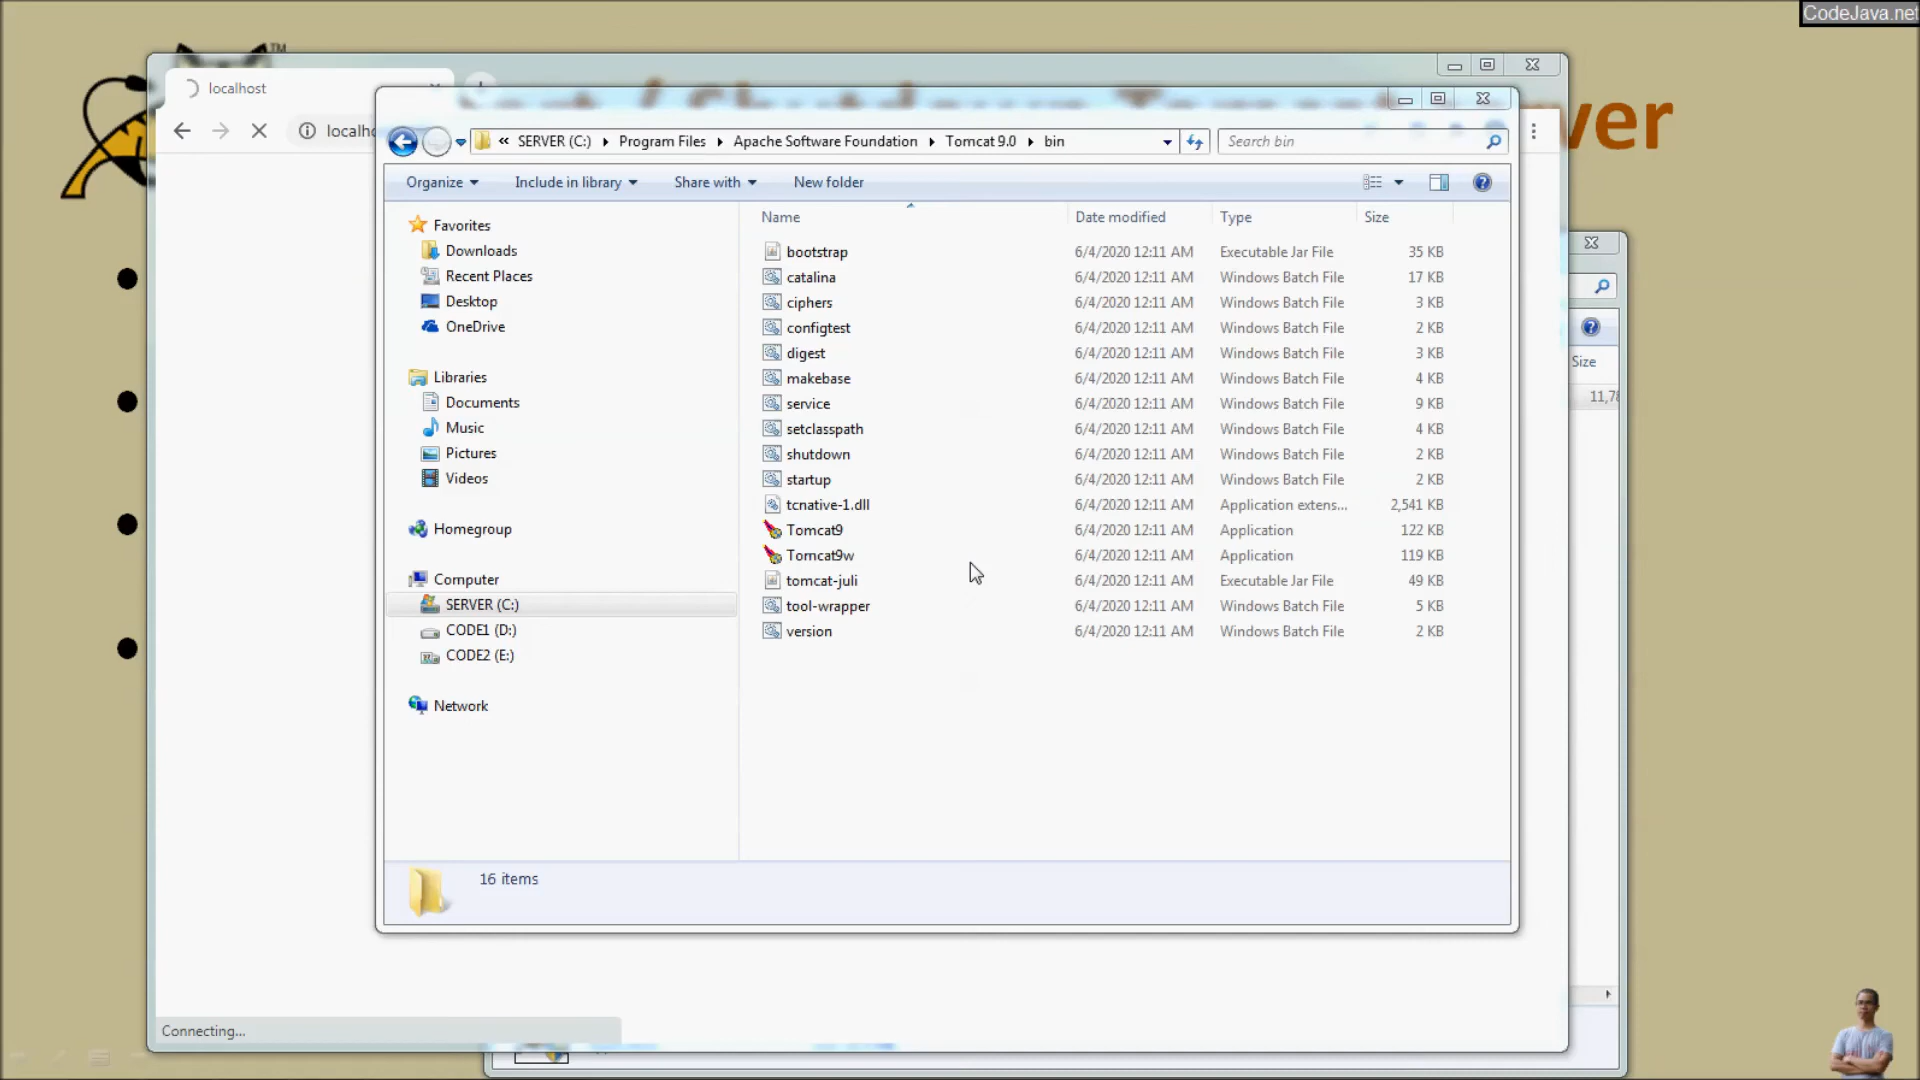 CodeJava.net
TM
ver
localhost
localh
« SERVER (C:) Program Files Apache Software Foundation Tomcat 9.0 bin
Search bin
Organize Include in library Share with New folder
Name Date modified Type Size
Favorites
Downloads
Recent Places
Desktop
OneDrive
Libraries
Documents
Music
Pictures
Videos
Homegroup
Computer
SERVER (C:)
CODE1 (D:)
CODE2 (E:)
Network
bootstrap 6/4/2020 12:11 AM Executable Jar File 35 KB
catalina 6/4/2020 12:11 AM Windows Batch File 17 KB
ciphers 6/4/2020 12:11 AM Windows Batch File 3 KB
configtest 6/4/2020 12:11 AM Windows Batch File 2 KB
digest 6/4/2020 12:11 AM Windows Batch File 3 KB
makebase 6/4/2020 12:11 AM Windows Batch File 4 KB
service 6/4/2020 12:11 AM Windows Batch File 9 KB
setclasspath 6/4/2020 12:11 AM Windows Batch File 4 KB
shutdown 6/4/2020 12:11 AM Windows Batch File 2 KB
startup 6/4/2020 12:11 AM Windows Batch File 2 KB
tcnative-1.dll 6/4/2020 12:11 AM Application extens... 2,541 KB
Tomcat9 6/4/2020 12:11 AM Application 122 KB
Tomcat9w 6/4/2020 12:11 AM Application 119 KB
tomcat-juli 6/4/2020 12:11 AM Executable Jar File 49 KB
tool-wrapper 6/4/2020 12:11 AM Windows Batch File 5 KB
version 6/4/2020 12:11 AM Windows Batch File 2 KB
Size
11,78
16 items
Connecting...